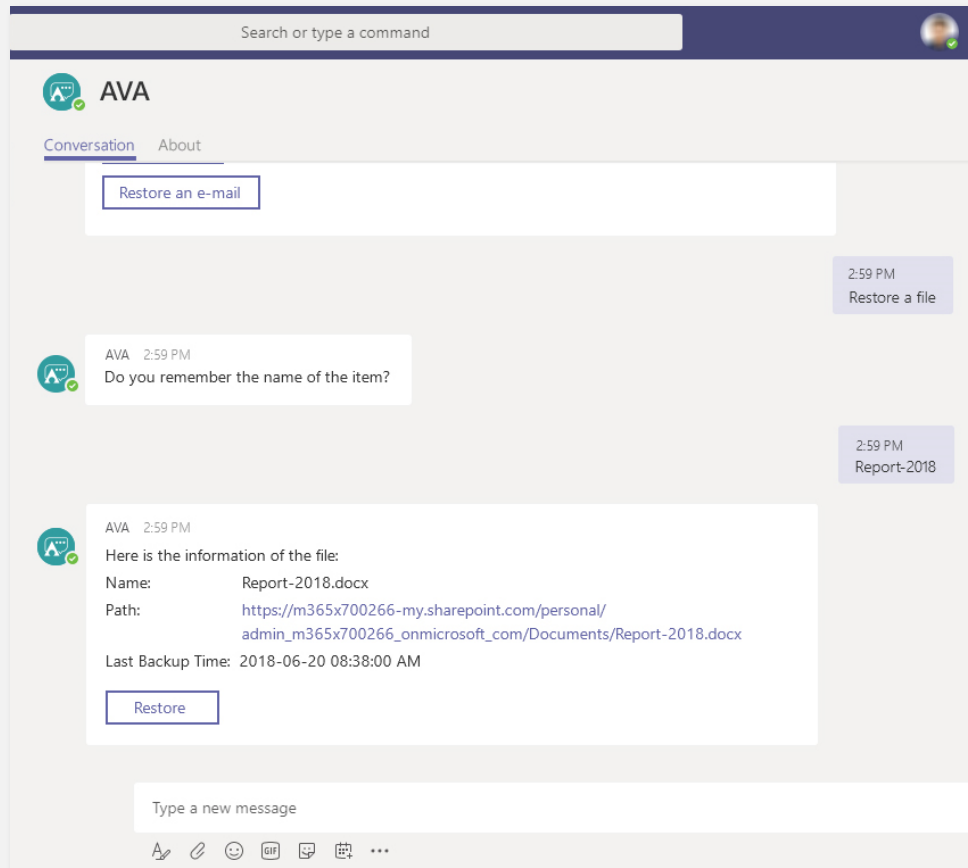 Search or type a command
AVA
Conversation About
Restore an e-mail
2:59 PM
Restore a file
AVA 2:59 PM
Do you remember the name of the item?
2:59 PM
Report-2018
AVA 2:59 PM
Here is the information of the file:
Name: Report-2018.docx
Path: https://m365x700266-my.sharepoint.com/personal/
admin_m365x700266_onmicrosoft_com/Documents/Report-2018.docx
Last Backup Time: 2018-06-20 08:38:00 AM
Restore
Type a new message
GIF